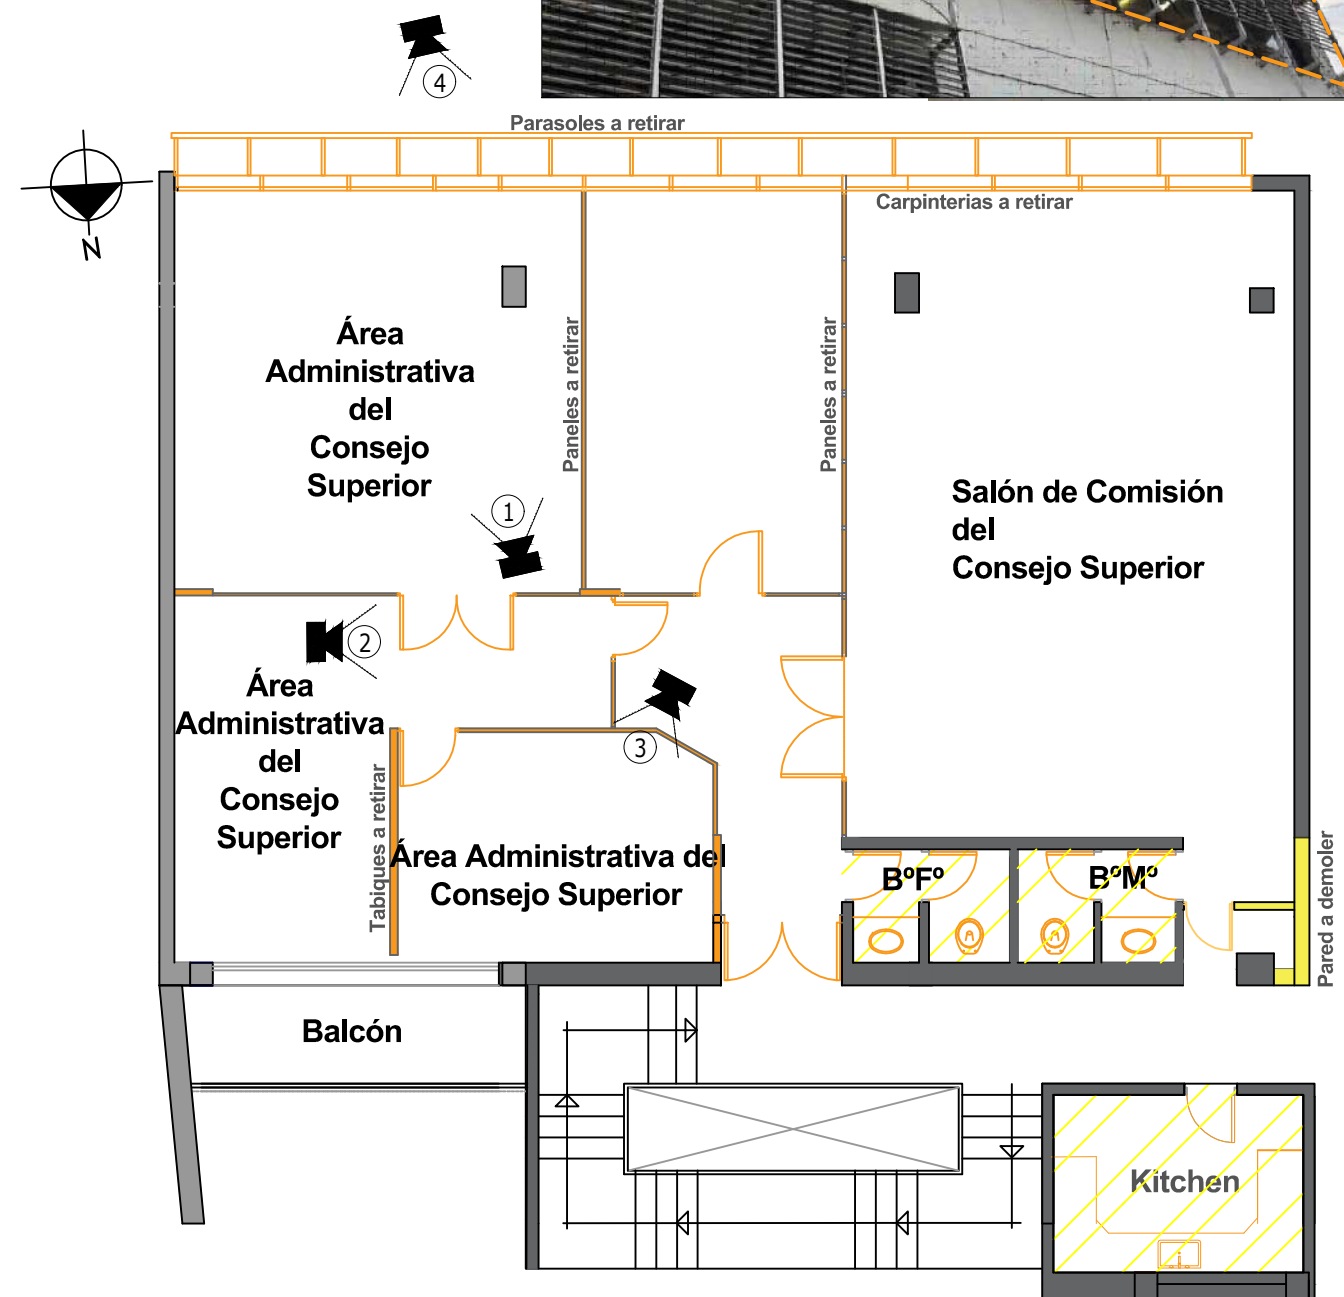 4
Parasoles a retirar
Carpinterias a retirar
N
Área
Administrativa
del
Consejo
Superior
Paneles a retirar
Paneles a retirar
1
Salón de Comisión
del
Consejo Superior
2
Área
Administrativa
del
Consejo
Superior
3
Tabiques a retirar
Área Administrativa del
Consejo Superior
BºFº
BºMº
Pared a demoler
Balcón
Kitchen